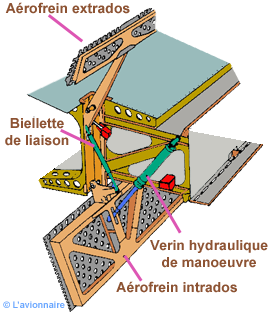 Aérofrein extrados
Biellette
de liaison
Verin hydraulique
de manoeuvre
Aérofrein intrados
© L'avionnaire